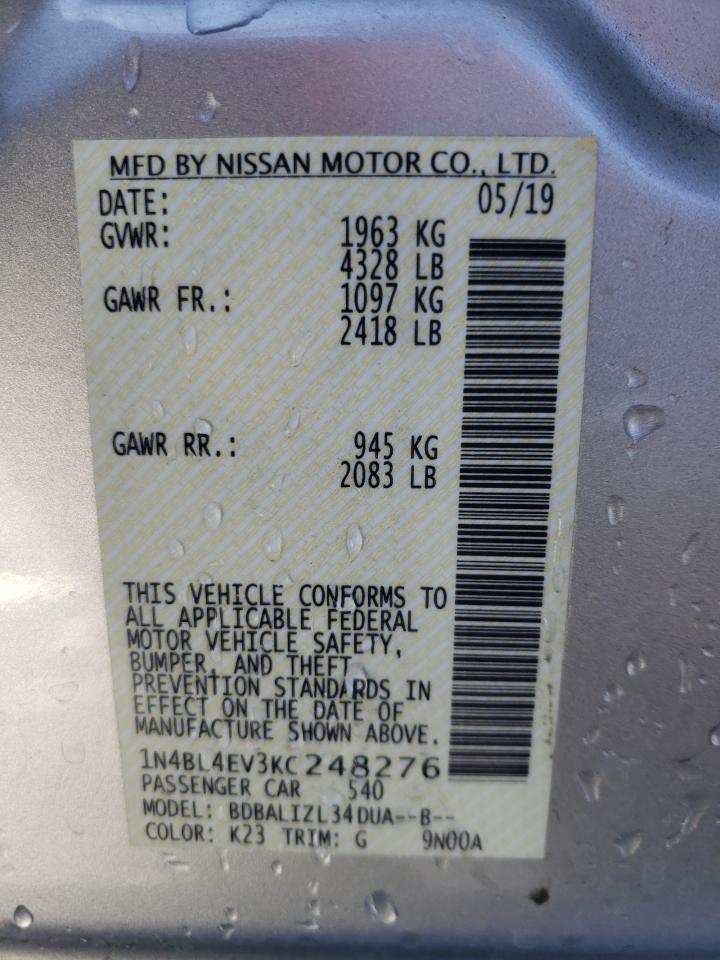 MFD BY NISSAN MOTOR CO., LTD.
DATE: 05/19
GVWR: 1963 KG
4328 LB
GAWR FR.: 1097 KG
2418 LB
GAWR RR.: 945 KG
2083 LB
THIS VEHICLE CONFORMS TO
ALL APPLICABLE FEDERAL
MOTOR VEHICLE SAFETY,
BUMPER, AND THEFT
PREVENTION STANDARDS IN
EFFECT ON THE DATE OF
MANUFACTURE SHOWN ABOVE.
1N4BL4EV3KC248276
PASSENGER CAR 540
MODEL: BDBALIZL34DUA--B--
COLOR: K23 TRIM: G 9N00A